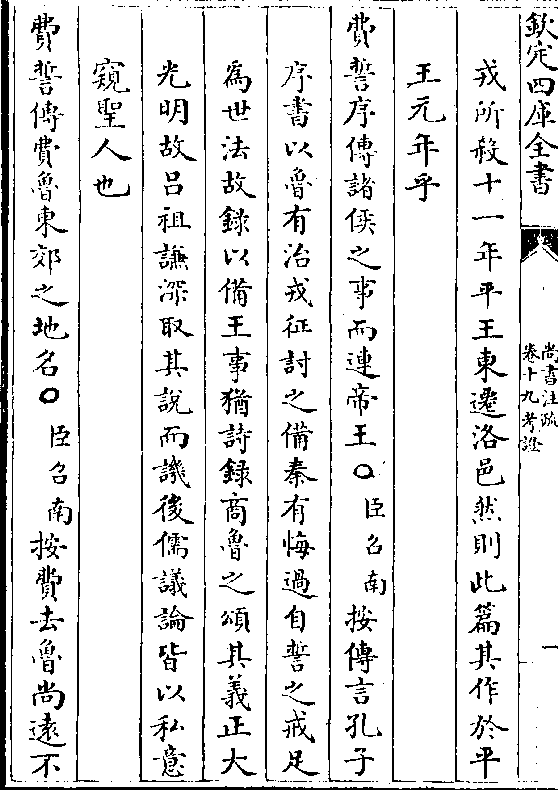 欽定四庫全書
尚書注疏
卷十九考證
戎所殺十一年平王東遷洛邑然則此篇其作於平
王元年乎
費誓序傳諸侯之事而連帝王○臣召南按傳言孔子
序書以魯有治戎征討之備秦有悔過自誓之戒足
為世法故錄以備王事猶詩錄商魯之頌其義正大
光明故呂祖謙深取其說而譏後儒議論皆以私意
窺聖人也
費誓傳費魯東郊之地名○臣召南按費去魯尚遠不